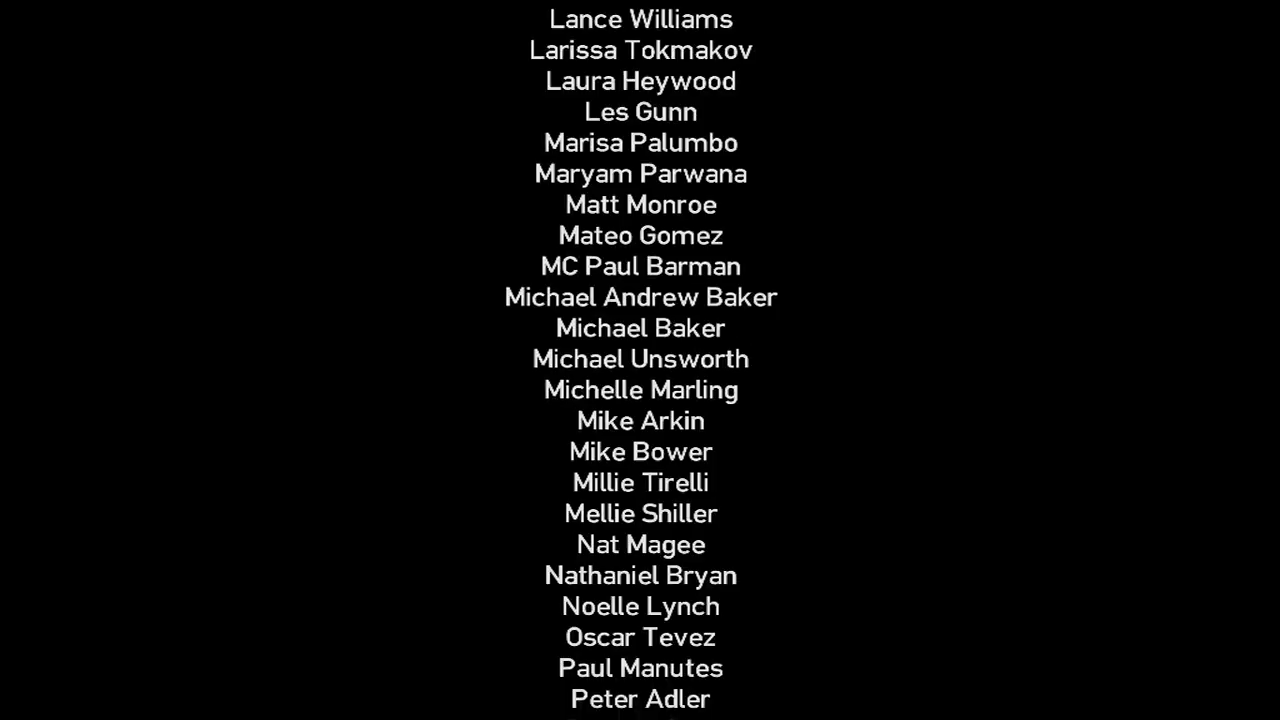 Lance Williams
Larissa Tokmakov
Laura Heywood
Les Gunn
Marisa Palumbo
Maryam Parwana
Matt Monroe
Mateo Gomez
MC Paul Barman
Michael Andrew Baker
Michael Baker
Michael Unsworth
Michelle Marling
Mike Arkin
Mike Bower
Millie Tirelli
Mellie Shiller
Nat Magee
Nathaniel Bryan
Noelle Lynch
Oscar Tevez
Paul Manutes
Peter Adler